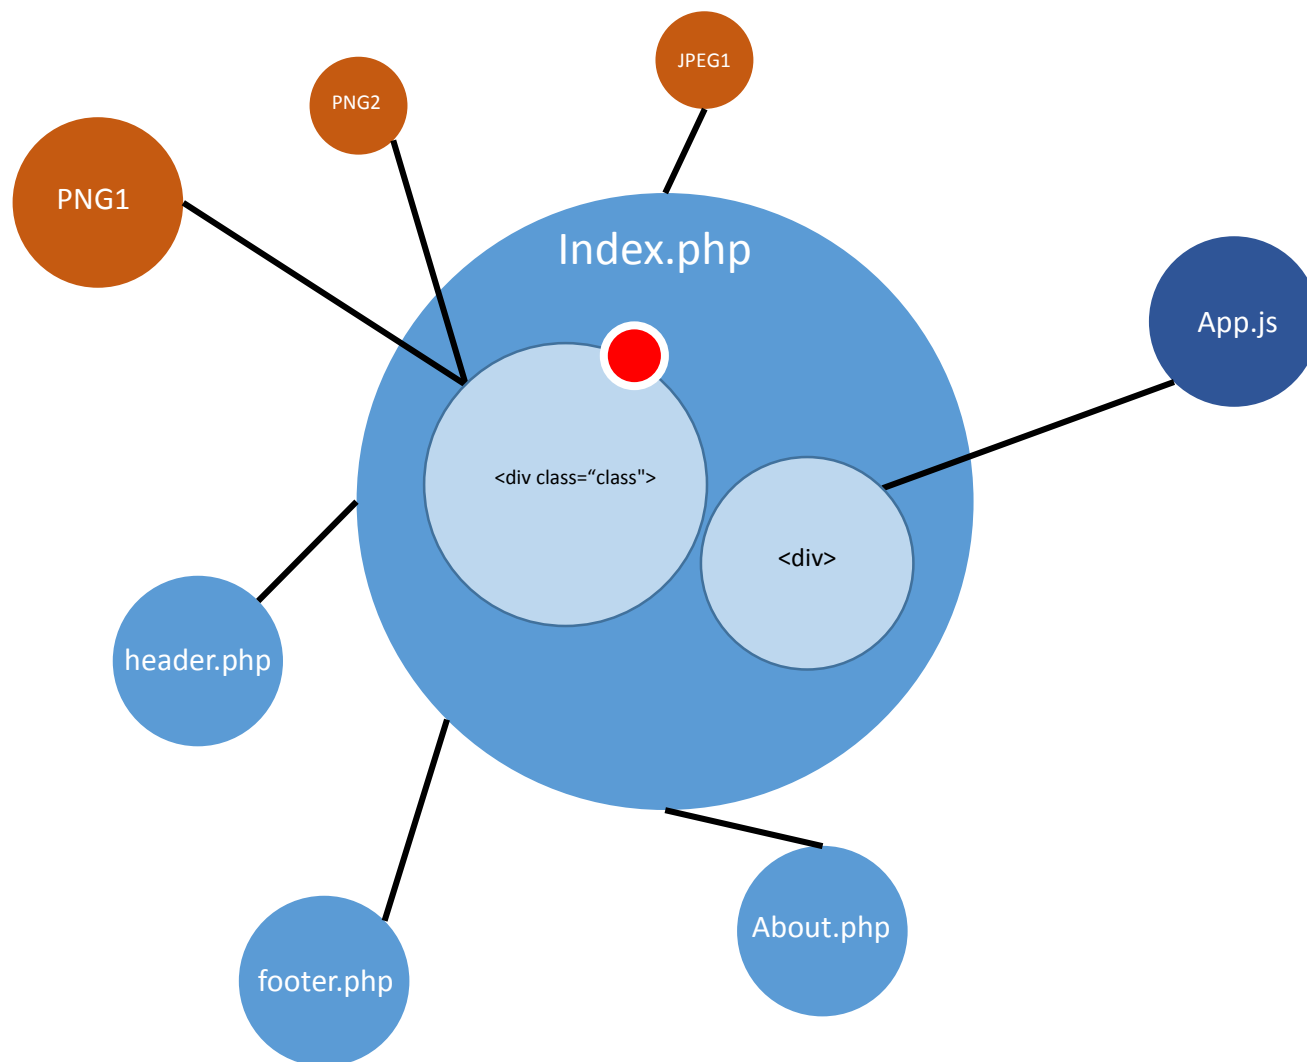 JPEG1
PNG2
PNG1
Index.php
App.js
<div class=“class">
<div>
header.php
About.php
footer.php